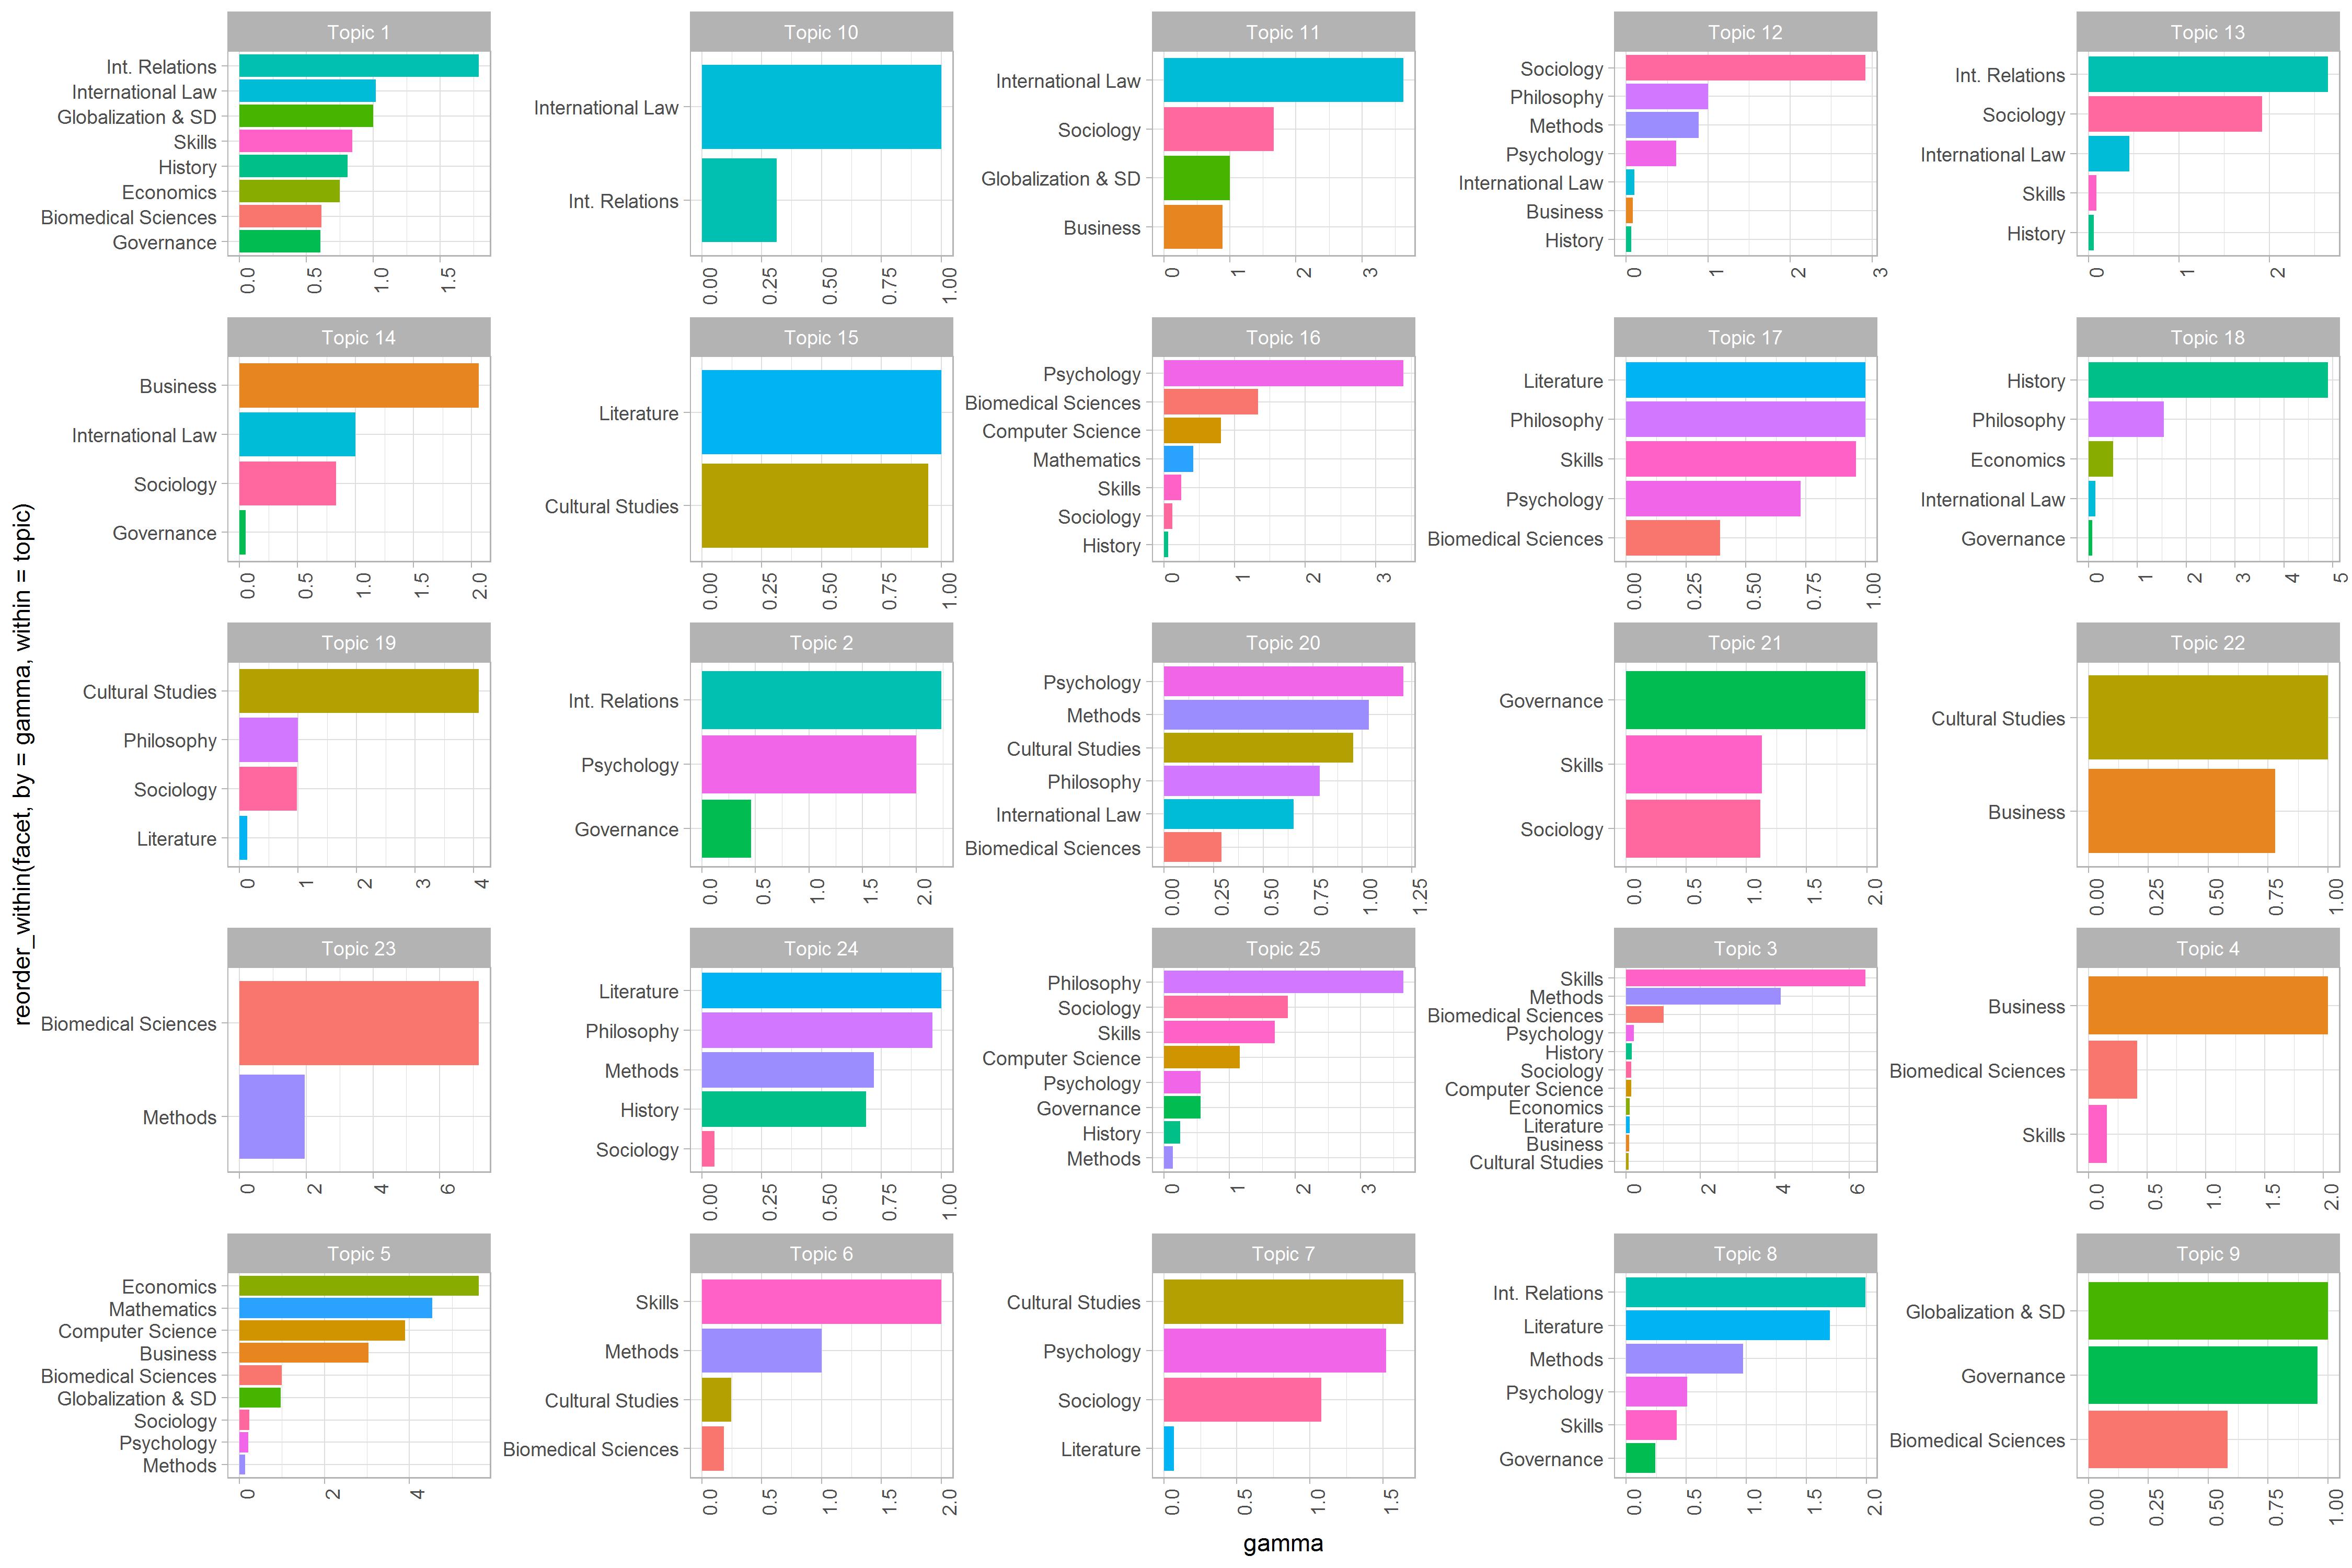 reorder_within(facet, by = gamma, within = topic)
Topic 1
Int. Relations
International Law
Globalization & SD
Skills
History
Economics
Biomedical Sciences
Governance
0.0 0.5 1.0 1.5
Topic 10
International Law
Int. Relations
0.00 0.25 0.50 0.75 1.00
Topic 11
International Law
Sociology
Globalization & SD
Business
0 1 2 3
Topic 12
Sociology
Philosophy
Methods
Psychology
International Law
Business
History
0 1 2 3
Topic 13
Int. Relations
Sociology
International Law
Skills
History
0 1 2
Topic 14
Business
International Law
Sociology
Governance
0.0 0.5 1.0 1.5 2.0
Topic 15
Literature
Cultural Studies
0.00 0.25 0.50 0.75 1.00
Topic 16
Psychology
Biomedical Sciences
Computer Science
Mathematics
Skills
Sociology
History
0 1 2 3
Topic 17
Literature
Philosophy
Skills
Psychology
Biomedical Sciences
0.00 0.25 0.50 0.75 1.00
Topic 18
History
Philosophy
Economics
International Law
Governance
0 1 2 3 4 5
Topic 19
Cultural Studies
Philosophy
Sociology
Literature
0 1 2 3 4
Topic 2
Int. Relations
Psychology
Governance
0.0 0.5 1.0 1.5 2.0
Topic 20
Psychology
Methods
Cultural Studies
Philosophy
International Law
Biomedical Sciences
0.00 0.25 0.50 0.75 1.00 1.25
Topic 21
Governance
Skills
Sociology
0.0 0.5 1.0 1.5 2.0
Topic 22
Cultural Studies
Business
0.00 0.25 0.50 0.75 1.00
Topic 23
Biomedical Sciences
Methods
0 2 4 6
Topic 24
Literature
Philosophy
Methods
History
Sociology
0.00 0.25 0.50 0.75 1.00
Topic 25
Philosophy
Sociology
Skills
Computer Science
Psychology
Governance
History
Methods
0 1 2 3
Topic 3
Skills
Methods
Biomedical Sciences
Psychology
History
Sociology
Computer Science
Economics
Literature
Business
Cultural Studies
0 2 4 6
Topic 4
Business
Biomedical Sciences
Skills
0.0 0.5 1.0 1.5 2.0
Topic 5
Economics
Mathematics
Computer Science
Business
Biomedical Sciences
Globalization & SD
Sociology
Psychology
Methods
0 2 4
Topic 6
Skills
Methods
Cultural Studies
Biomedical Sciences
0.0 0.5 1.0 1.5 2.0
Topic 7
Cultural Studies
Psychology
Sociology
Literature
0.0 0.5 1.0 1.5
Topic 8
Int. Relations
Literature
Methods
Psychology
Skills
Governance
0.0 0.5 1.0 1.5 2.0
Topic 9
Globalization & SD
Governance
Biomedical Sciences
0.00 0.25 0.50 0.75 1.00
gamma